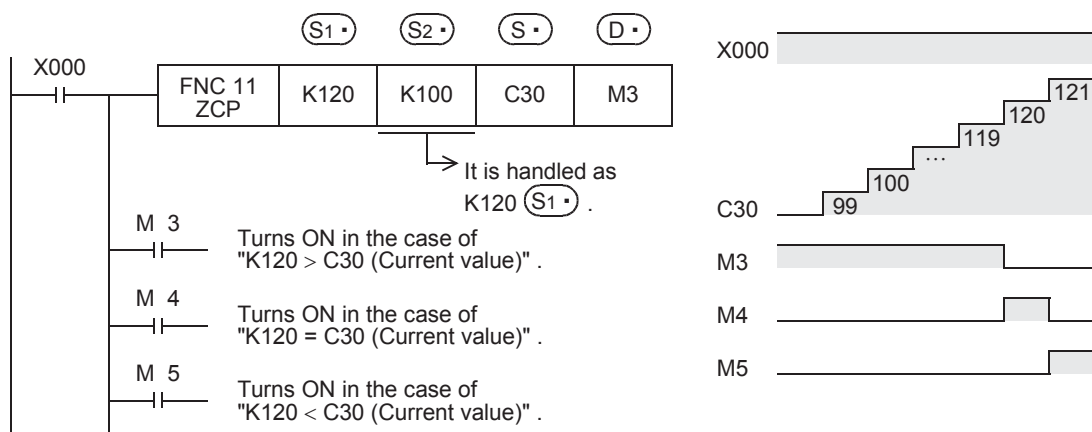 S1 · S2 · S · D ·
X000
FNC 11
ZCP
K120
K100
C30
M3
It is handled as
K120 S1 · .
M 3
Turns ON in the case of
"K120 > C30 (Current value)" .
M 4
Turns ON in the case of
"K120 = C30 (Current value)" .
M 5
Turns ON in the case of
"K120 < C30 (Current value)" .
X000
121
120
119
...
100
99
C30
M3
M4
M5